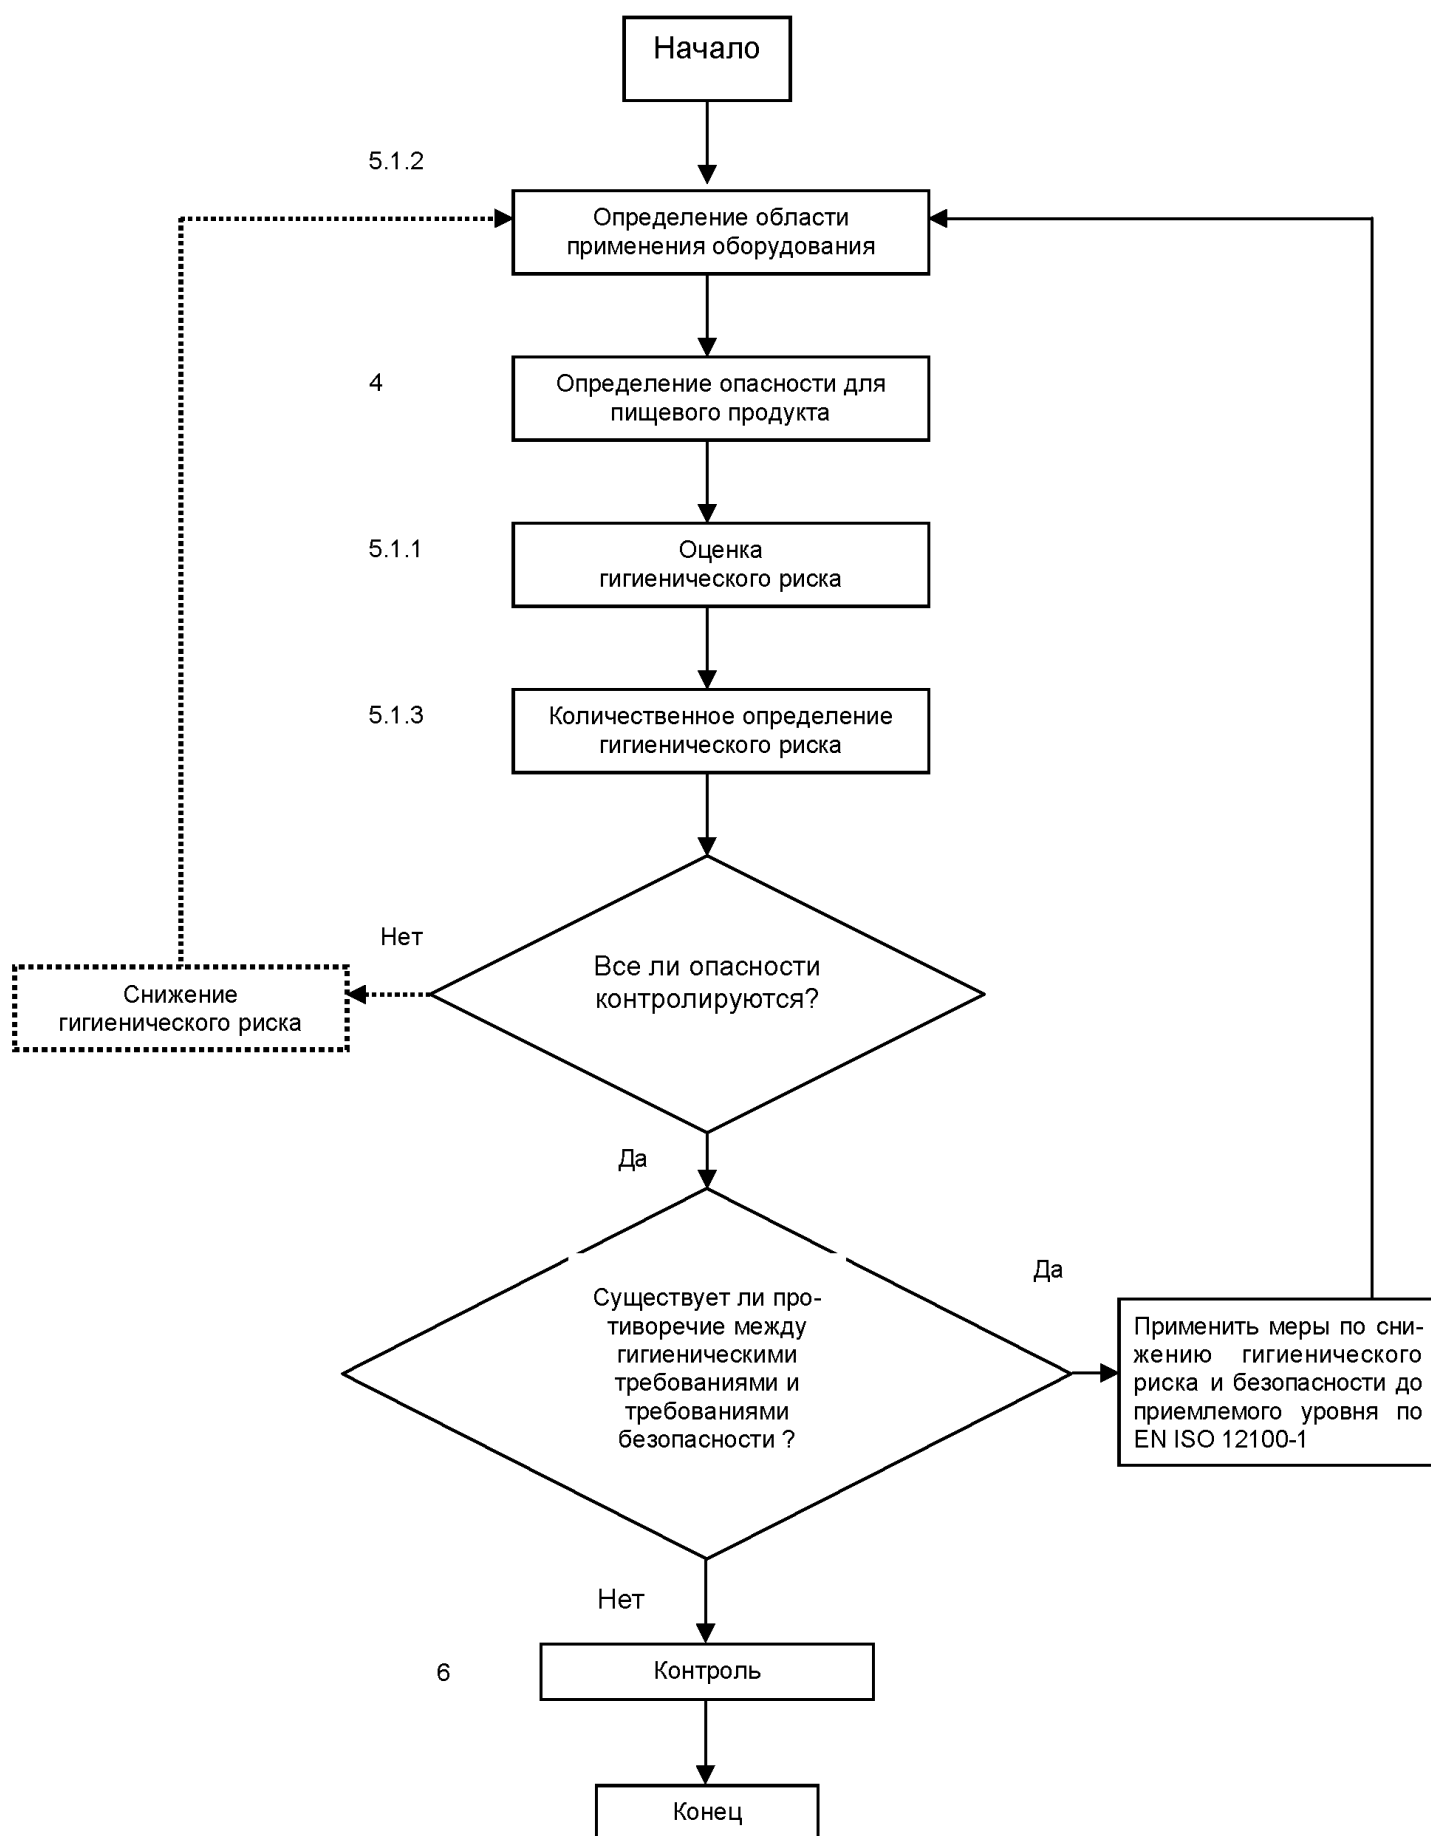 Начало
5.1.2
Определение области
применения оборудования
4
Определение опасности для
пищевого продукта
5.1.1
Оценка
гигиенического риска
5.1.3
Количественное определение
гигиенического риска
Нет
Все ли опасности
контролируются?
Снижение
гигиенического риска
Да
Существует ли про-
тиворечие между
гигиеническими
требованиями и
требованиями
безопасности ?
Да
Применить меры по сни-
жению гигиенического
риска и безопасности до
приемлемого уровня по
EN ISO 12100-1
Нет
6
Контроль
Конец